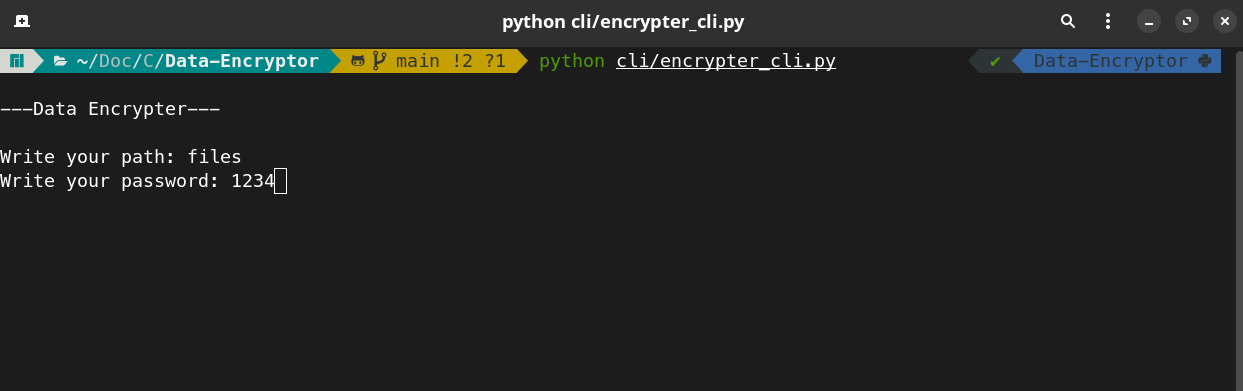 python cli/encrypter_cli.py
~/Doc/C/Data-Encryptor main !2 ?1 python cli/encrypter_cli.py ✔ Data-Encryptor
---Data Encrypter---
Write your path: files
Write your password: 1234